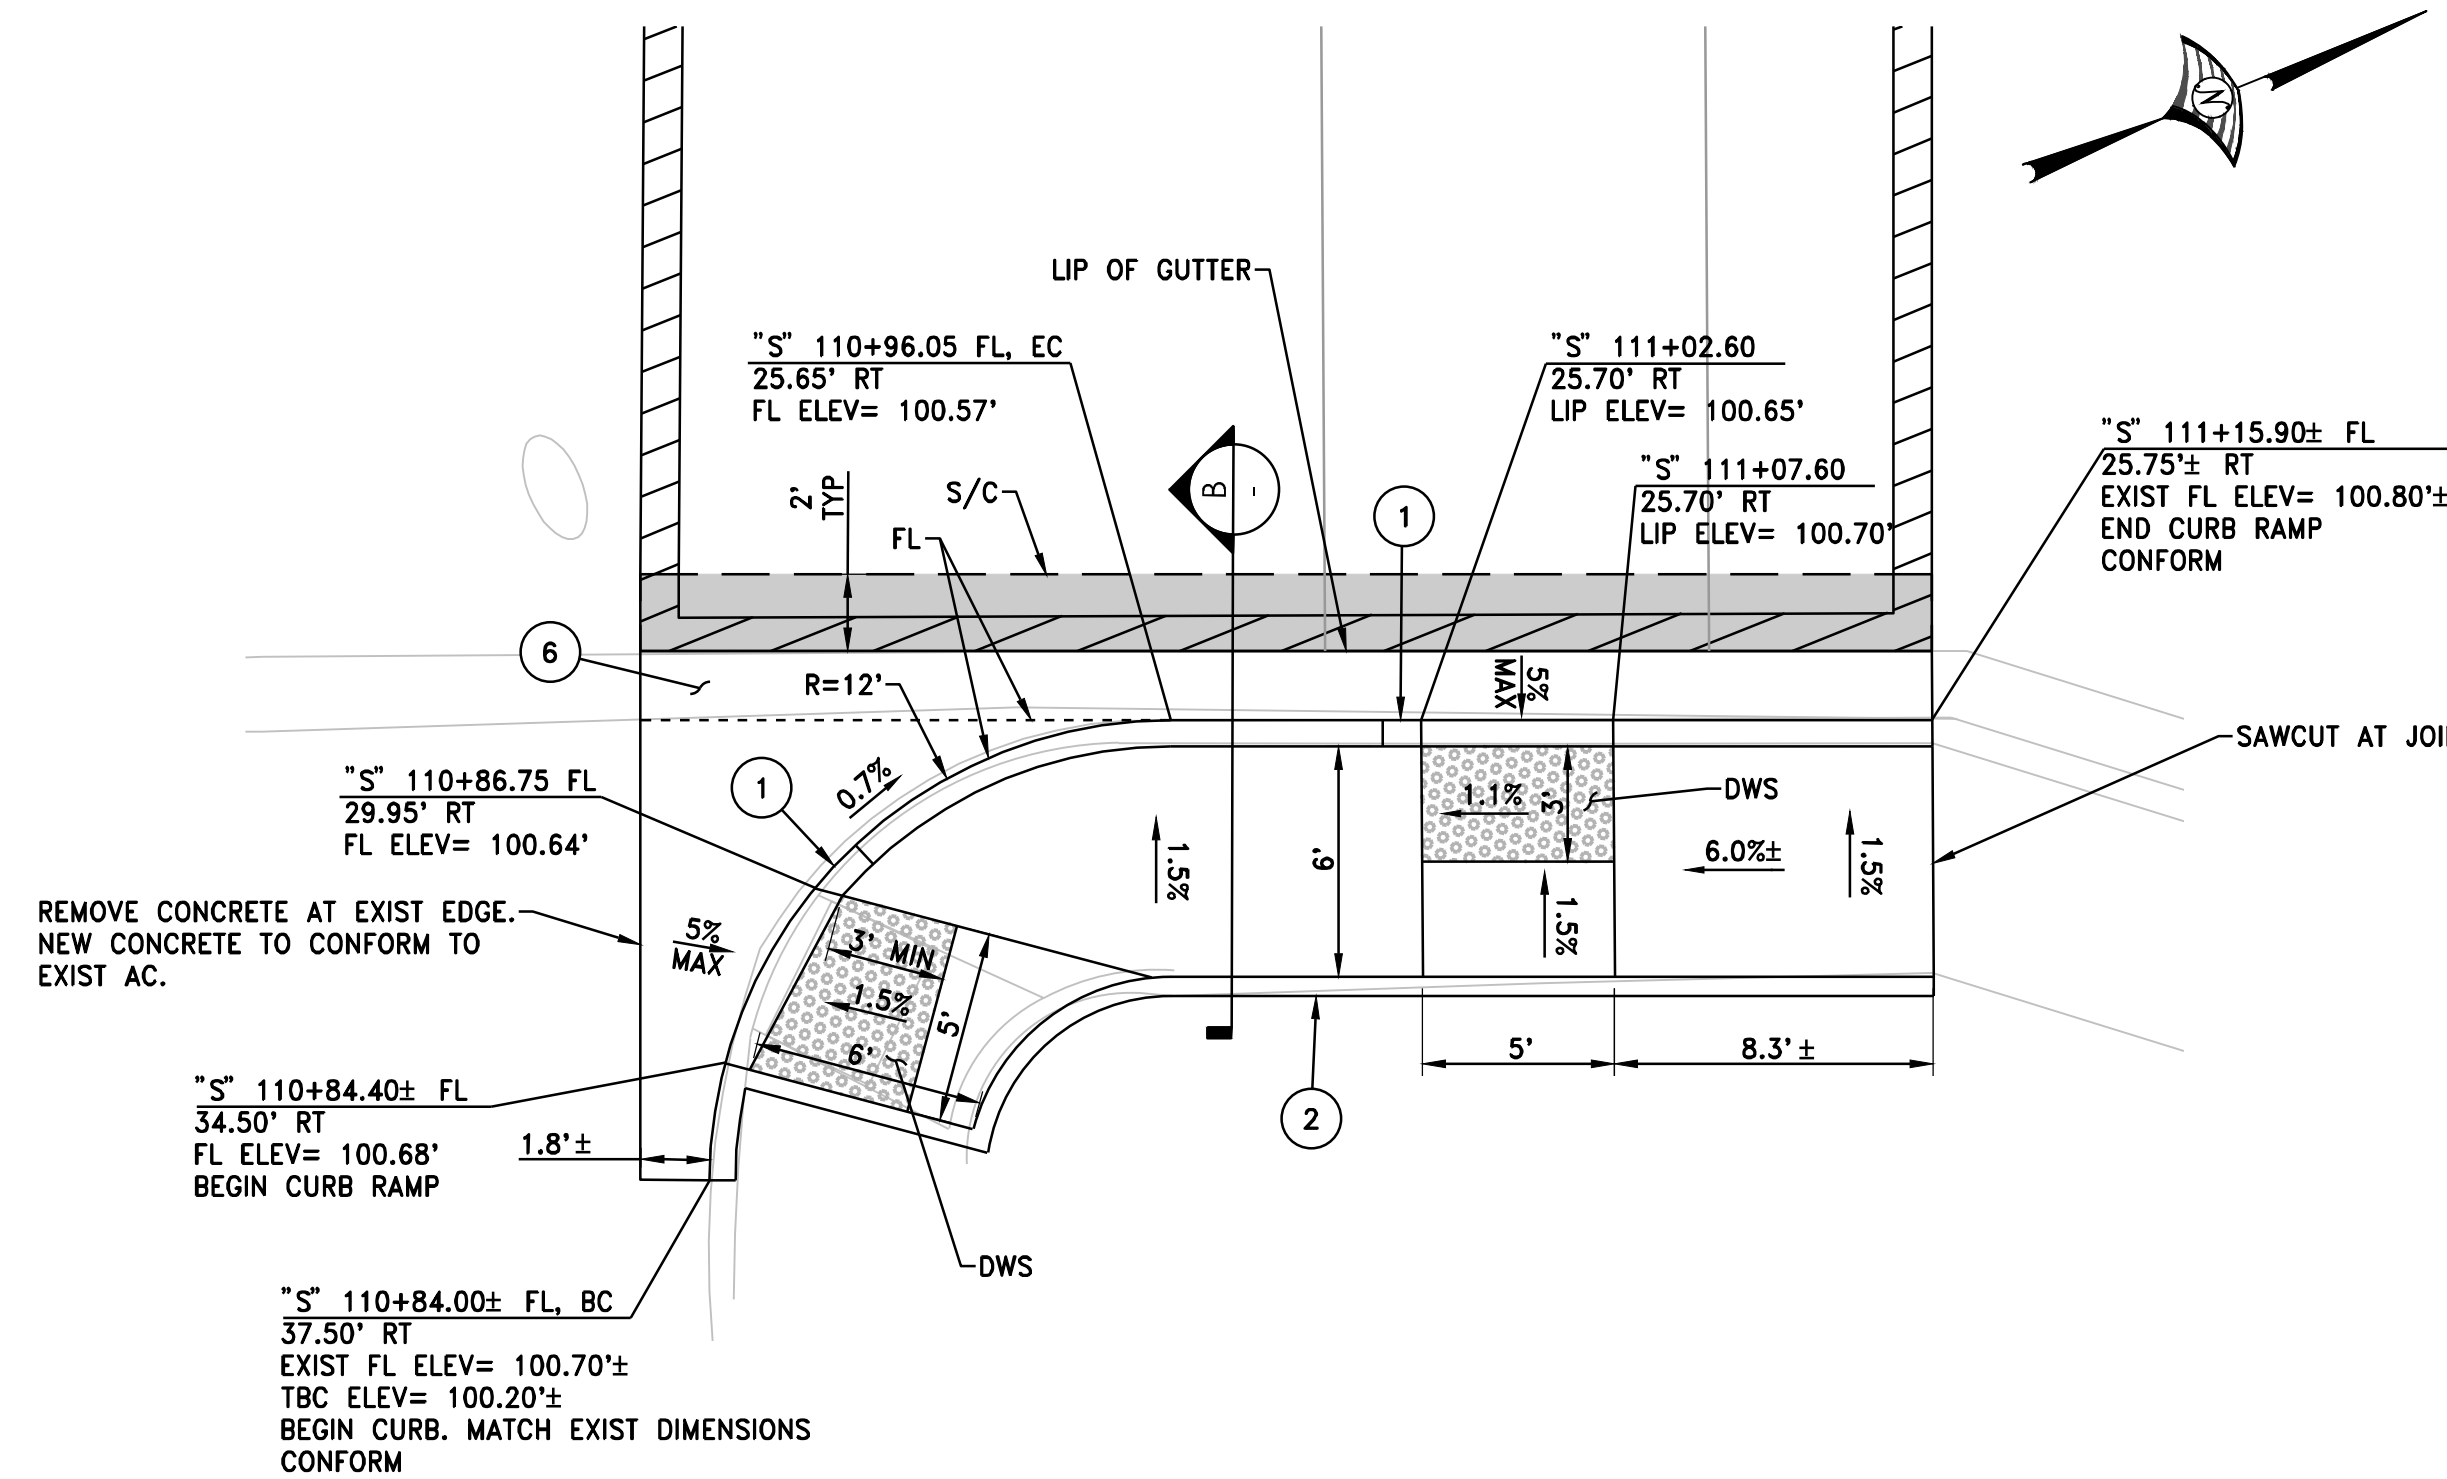 N
LIP OF GUTTER
"S" 110+96.05 FL, EC
25.65' RT
FL ELEV= 100.57'
"S" 111+02.60
25.70' RT
LIP ELEV= 100.65'
"S" 111+07.60
25.70' RT
LIP ELEV= 100.70'
"S" 111+15.90± FL
25.75'± RT
EXIST FL ELEV= 100.80'±
END CURB RAMP
CONFORM
2'
TYP
S/C
FL
B
-
1
6
R=12'
5%
MAX
SAWCUT AT JOI
"S" 110+86.75 FL
29.95' RT
FL ELEV= 100.64'
1
0.7%
1.5%
6'
1.1%
3'
DWS
1.5%
6.0%±
1.5%
REMOVE CONCRETE AT EXIST EDGE.
NEW CONCRETE TO CONFORM TO
EXIST AC.
5%
MAX
3' MIN
1.5%
5'
6'
"S" 110+84.40± FL
34.50' RT
FL ELEV= 100.68'
BEGIN CURB RAMP
1.8'±
5'
8.3'±
2
DWS
"S" 110+84.00± FL, BC
37.50' RT
EXIST FL ELEV= 100.70'±
TBC ELEV= 100.20'±
BEGIN CURB. MATCH EXIST DIMENSIONS
CONFORM